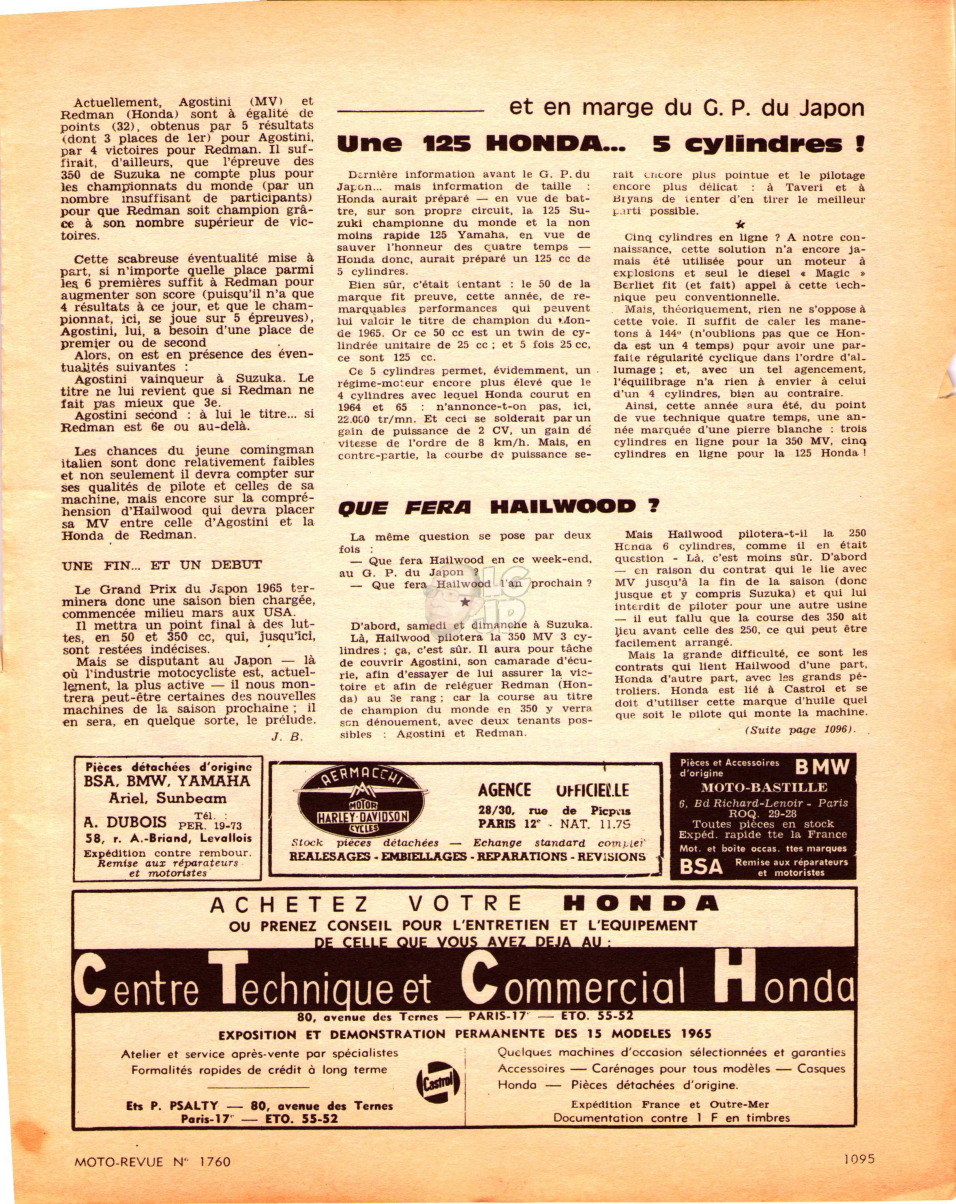 Actuellement, Agostini (MV) et
Redman (Honda) sont à égalité de
points (32), obtenus par 5 résultats
(dont 3 places de 1er) pour Agostini,
par 4 victoires pour Redman. Il suf-
firait, d'ailleurs, que l'épreuve des
350 de Suzuka ne compte plus pour
les championnats du monde (par un
nombre insuffisant de participants)
pour que Redman soit champion grâ-
ce à son nombre supérieur de vic-
toires.
Cette scabreuse éventualité mise à
part, si n'importe quelle place parmi
les 6 premières suffit à Redman pour
augmenter son score (puisqu'il n'a que
4 résultats à ce jour, et que le cham-
pionnat, ici, se joue sur 5 épreuves),
Agostini, lui, a besoin d'une place de
premier ou de second
Alors, on est en présence des éven-
tualités suivantes :
Agostini vainqueur à Suzuka. Le
titre ne lui revient que si Redman ne
fait pas mieux que 3e.
Agostini second : à lui le titre... si
Redman est 6e ou au-delà.
Les chances du jeune comingman
italien sont donc relativement faibles
et non seulement il devra compter sur
ses qualités de pilote et celles de sa
machine, mais encore sur la compré-
hension d'Hailwood qui devra placer
sa MV entre celle d'Agostini et la
Honda de Redman.
UNE FIN... ET UN DEBUT
Le Grand Prix du Japon 1965 ter-
minera donc une saison bien chargée,
commencée milieu mars aux USA.
Il mettra un point final à des lut-
tes, en 50 et 350 cc, qui, jusqu'ici,
sont restées indécises.
Mais se disputant au Japon — là
où l'industrie motocycliste est, actuel-
lement, la plus active — il nous mon-
trera peut-être certaines des nouvelles
machines de la saison prochaine ; il
en sera, en quelque sorte, le prélude.
J. B.
et en marge du G. P. du Japon
Une 125 HONDA... 5 cylindres !
Dernière information avant le G. P. du
Japon... mais information de taille :
Honda aurait préparé — en vue de bat-
tre, sur son propre circuit, la 125 Su-
zuki championne du monde et la non
moins rapide 125 Yamaha, en vue de
sauver l'honneur des quatre temps —
Honda donc, aurait préparé un 125 cc de
5 cylindres.
Bien sûr, c'était tentant : le 50 de la
marque fit preuve, cette année, de re-
marquables performances qui peuvent
lui valoir le titre de champion du Mon-
de 1965. Or ce 50 cc est un twin de cy-
lindrée unitaire de 25 cc ; et 5 fois 25 cc,
ce sont 125 cc.
Ce 5 cylindres permet, évidemment, un
régime-moteur encore plus élevé que le
4 cylindres avec lequel Honda courut en
1964 et 65 : n'annonce-t-on pas, ici,
22.000 tr/mn. Et ceci se solderait par un
gain de puissance de 2 CV, un gain de
vitesse de l'ordre de 8 km/h. Mais, en
contre-partie, la courbe de puissance se-
rait encore plus pointue et le pilotage
encore plus délicat : à Taveri et à
Bryans de tenter d'en tirer le meilleur
parti possible.
★
Cinq cylindres en ligne ? A notre con-
naissance, cette solution n'a encore ja-
mais été utilisée pour un moteur à
explosions et seul le diesel « Magic »
Berliet fit (et fait) appel à cette tech-
nique peu conventionnelle.
Mais, théoriquement, rien ne s'oppose à
cette voie. Il suffit de caler les mane-
tons à 144° (n'oublions pas que ce Hon-
da est un 4 temps) pour avoir une par-
faite régularité cyclique dans l'ordre d'al-
lumage ; et, avec un tel agencement,
l'équilibrage n'a rien à envier à celui
d'un 4 cylindres, bien au contraire.
Ainsi, cette année aura été, du point
de vue technique quatre temps, une an-
née marquée d'une pierre blanche : trois
cylindres en ligne pour la 350 MV, cinq
cylindres en ligne pour la 125 Honda !
QUE FERA HAILWOOD ?
La même question se pose par deux
fois :
— Que fera Hailwood en ce week-end,
au G. P. du Japon ?
— Que fera Hailwood l'an prochain ?
★
D'abord, samedi et dimanche à Suzuka.
Là, Hailwood pilotera la 350 MV 3 cy-
lindres ; ça, c'est sûr. Il aura pour tâche
de couvrir Agostini, son camarade d'écu-
rie, afin d'essayer de lui assurer la vic-
toire et afin de reléguer Redman (Hon-
da) au 3e rang ; car la course au titre
de champion du monde en 350 y verra
son dénouement, avec deux tenants pos-
sibles : Agostini et Redman.
Mais Hailwood pilotera-t-il la 250
Honda 6 cylindres, comme il en était
question - Là, c'est moins sûr. D'abord
— en raison du contrat qui le lie avec
MV jusqu'à la fin de la saison (donc
jusque et y compris Suzuka) et qui lui
interdit de piloter pour une autre usine
— il eut fallu que la course des 350 ait
lieu avant celle des 250, ce qui peut être
facilement arrangé.
Mais la grande difficulté, ce sont les
contrats qui lient Hailwood d'une part,
Honda d'autre part, avec les grands pé-
troliers. Honda est lié à Castrol et se
doit d'utiliser cette marque d'huile quel
que soit le pilote qui monte la machine.
(Suite page 1096).
Pièces détachées d'origine
BSA, BMW, YAMAHA
Ariel, Sunbeam
A. DUBOIS Tél. : PER. 19-73
58, r. A.-Briand, Levallois
Expédition contre rembour.
Remise aux réparateurs
et motoristes
AERMACCHI
MOTOR
HARLEY-DAVIDSON
CYCLES
AGENCE OFFICIELLE
28/30, rue de Picpus
PARIS 12e - NAT. 11.75
Stock pièces détachées — Echange standard complet
REALESAGES - EMBIELLAGES - REPARATIONS - REVISIONS
Pièces et Accessoires
d'origine BMW
MOTO-BASTILLE
6, Bd Richard-Lenoir - Paris
ROQ. 29-28
Toutes pièces en stock
Expéd. rapide tte la France
Mot. et boite occas. ttes marques
BSA Remise aux réparateurs
et motoristes
ACHETEZ VOTRE HONDA
OU PRENEZ CONSEIL POUR L'ENTRETIEN ET L'EQUIPEMENT
DE CELLE QUE VOUS AVEZ DEJA AU :
Centre Technique et Commercial Honda
80, avenue des Ternes — PARIS-17e — ETO. 55-52
EXPOSITION ET DEMONSTRATION PERMANENTE DES 15 MODELES 1965
Atelier et service après-vente par spécialistes
Formalités rapides de crédit à long terme
Ets P. PSALTY — 80, avenue des Ternes
Paris-17e — ETO. 55-52
Castrol
Quelques machines d'occasion sélectionnées et garanties
Accessoires — Carénages pour tous modèles — Casques
Honda — Pièces détachées d'origine.
Expédition France et Outre-Mer
Documentation contre 1 F en timbres
MOTO-REVUE N° 1760
1095